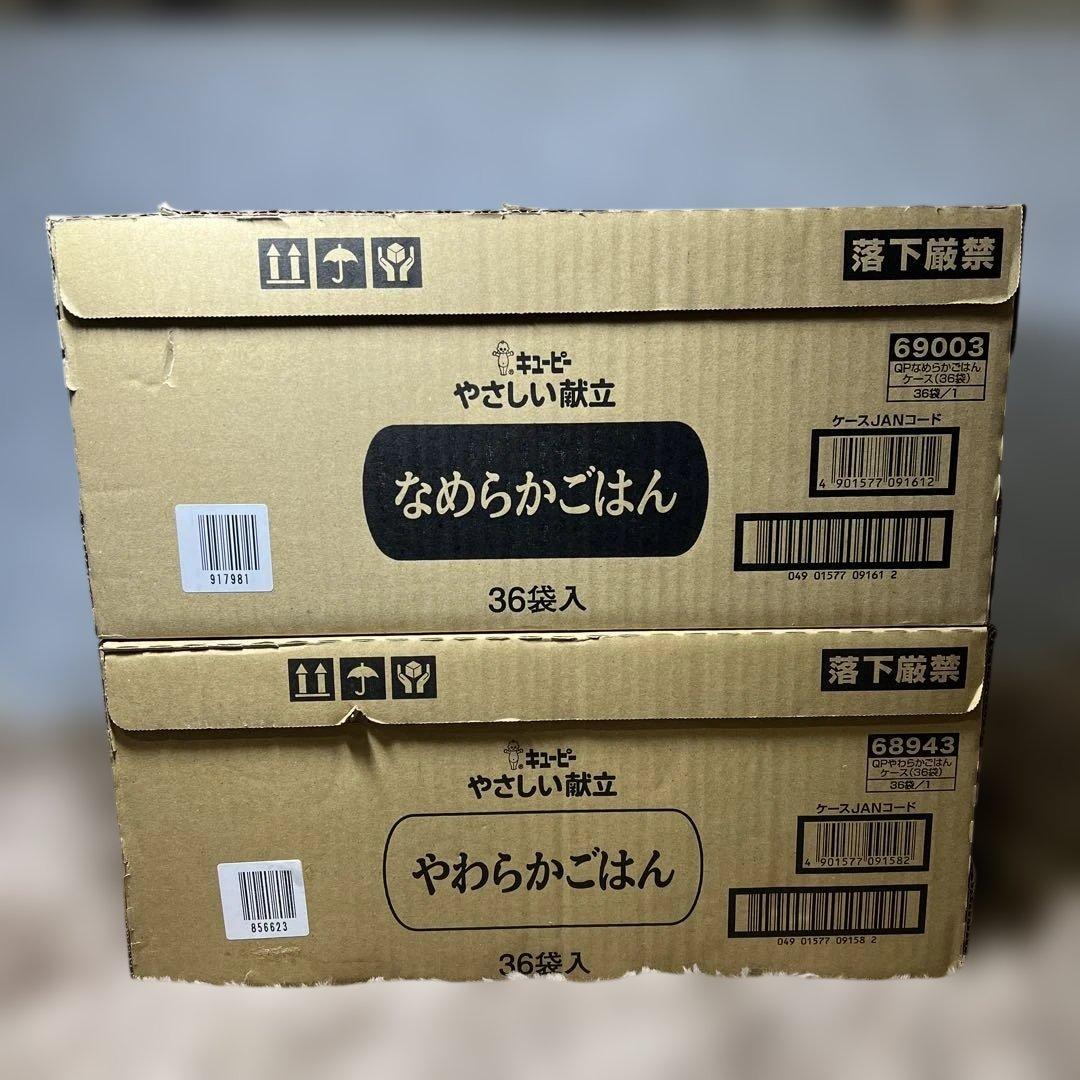 落下厳禁
キューピー
やさしい献立
なめらかごはん
36袋入
69003
QPなめらかごはん
ケース(36袋)
36袋/1
ケースJANコード
4 901577 091612
049 01577 09161 2
917981
落下厳禁
キューピー
やさしい献立
やわらかごはん
36袋入
68943
QPやわらかごはん
ケース(36袋)
36袋/1
ケースJANコード
4 901577 091582
049 01577 09158 2
856623